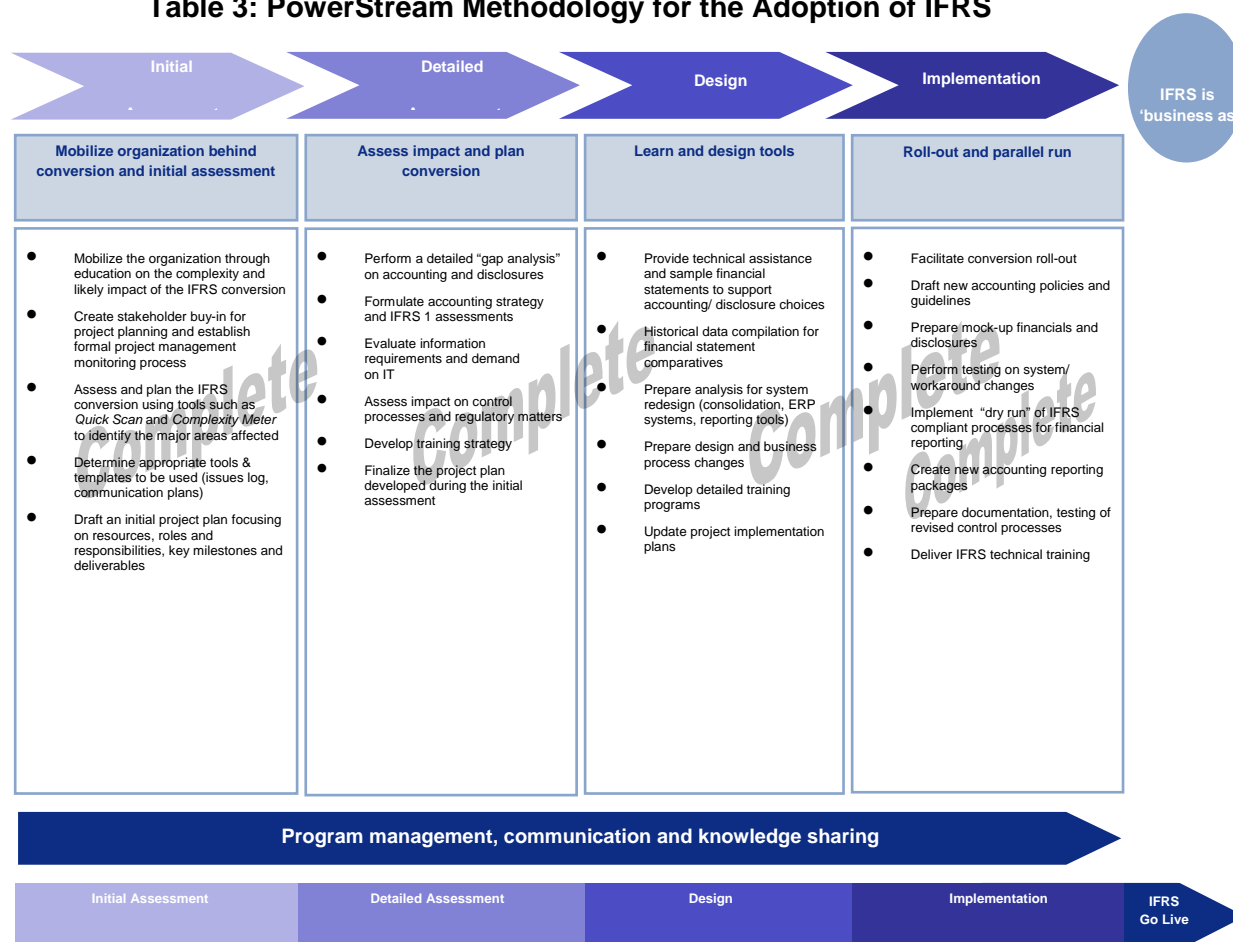 Table 3: PowerStream Methodology for the Adoption of IFRS
Initial
Detailed
Design
Implementation
IFRS is
‘business as
Mobilize organization behind
conversion and initial assessment
Assess impact and plan
conversion
Learn and design tools
Roll-out and parallel run
● Mobilize the organization through
education on the complexity and
likely impact of the IFRS conversion
● Create stakeholder buy-in for
project planning and establish
formal project management
monitoring process
● Assess and plan the IFRS
conversion using tools such as
Quick Scan and Complexity Meter
to identify the major areas affected
● Determine appropriate tools &
templates to be used (issues log,
communication plans)
● Draft an initial project plan focusing
on resources, roles and
responsibilities, key milestones and
deliverables
Complete
● Perform a detailed “gap analysis”
on accounting and disclosures
● Formulate accounting strategy
and IFRS 1 assessments
● Evaluate information
requirements and demand
on IT
● Assess impact on control
processes and regulatory matters
● Develop training strategy
● Finalize the project plan
developed during the initial
assessment
Complete
● Provide technical assistance
and sample financial
statements to support
accounting/ disclosure choices
● Historical data compilation for
financial statement
comparatives
● Prepare analysis for system
redesign (consolidation, ERP
systems, reporting tools)
● Prepare design and business
process changes
● Develop detailed training
programs
● Update project implementation
plans
Complete
● Facilitate conversion roll-out
● Draft new accounting policies and
guidelines
● Prepare mock-up financials and
disclosures
● Perform testing on system/
workaround changes
● Implement “dry run” of IFRS
compliant processes for financial
reporting
● Create new accounting reporting
packages
● Prepare documentation, testing of
revised control processes
● Deliver IFRS technical training
Complete
Program management, communication and knowledge sharing
Initial Assessment
Detailed Assessment
Design
Implementation
IFRS
Go Live